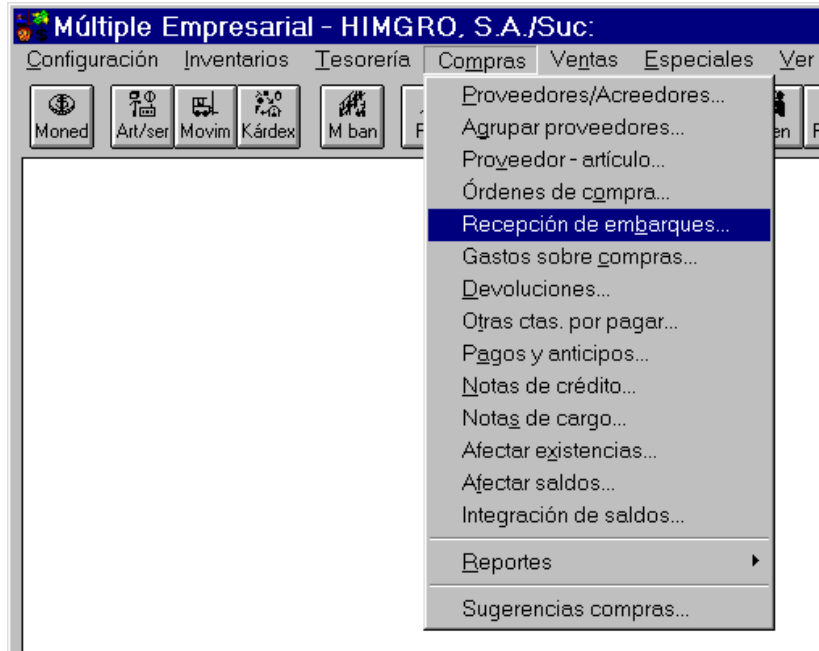 Múltiple Empresarial - HIMGRO, S.A./Suc:
Configuración Inventarios Tesorería Compras Ventas Especiales Ver
Moned Art/ser Movim Kárdex M ban
Proveedores/Acreedores...
Agrupar proveedores...
Proveedor - artículo...
Órdenes de compra...
Recepción de embarques...
Gastos sobre compras...
Devoluciones...
Otras ctas. por pagar...
Pagos y anticipos...
Notas de crédito...
Notas de cargo...
Afectar existencias...
Afectar saldos...
Integración de saldos...
Reportes
Sugerencias compras...